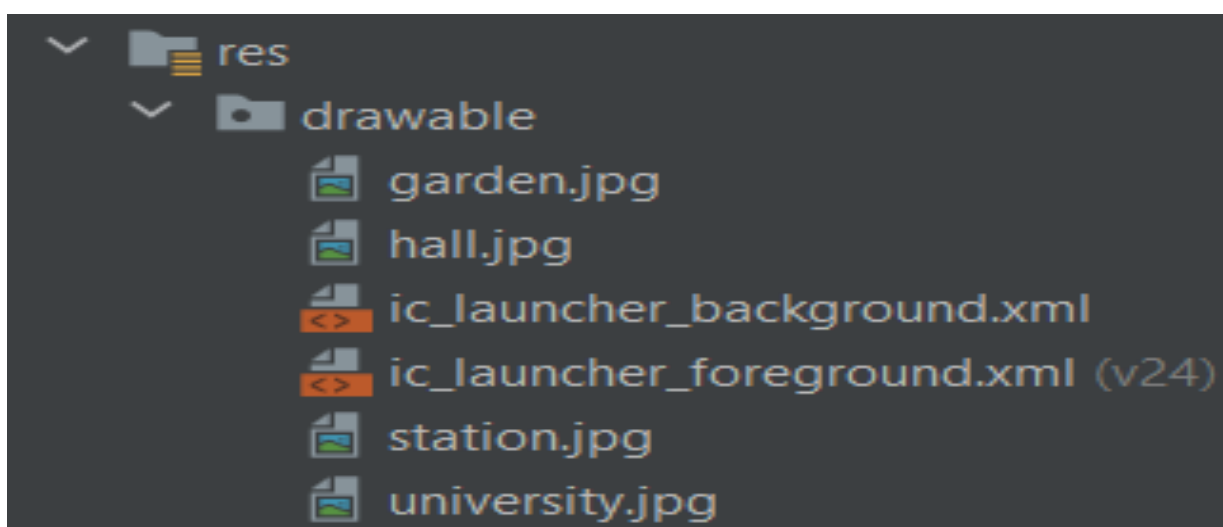 res
drawable
garden.jpg
hall.jpg
ic_launcher_background.xml
ic_launcher_foreground.xml (v24)
station.jpg
university.jpg